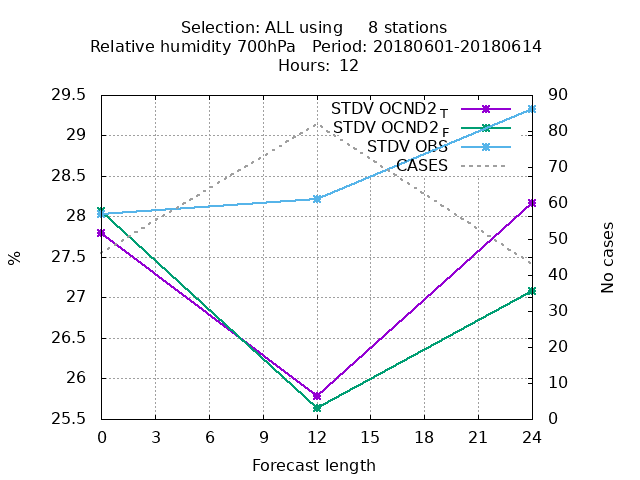 Selection: ALL using 8 stations
Relative humidity 700hPa Period: 20180601-20180614
Hours: 12
29.5
29
28.5
28
27.5
27
26.5
26
25.5
%
STDV OCND2 T
STDV OCND2 F
STDV OBS
CASES
90
80
70
60
50
40
30
20
10
0
No cases
0 3 6 9 12 15 18 21 24
Forecast length